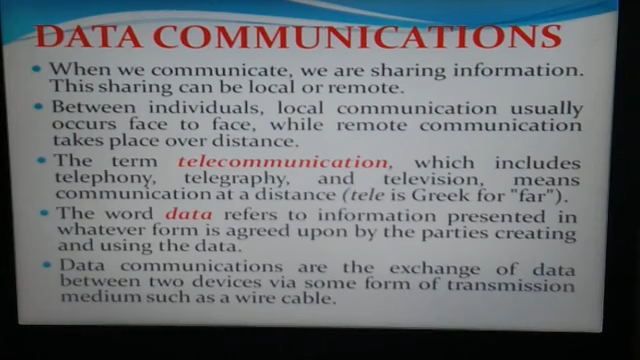 DATA COMMUNICATIONS
• When we communicate, we are sharing information.
This sharing can be local or remote.
• Between individuals, local communication usually
occurs face to face, while remote communication
takes place over distance.
• The term telecommunication, which includes
telephony, telegraphy, and television, means
communication at a distance (tele is Greek for "far").
• The word data refers to information presented in
whatever form is agreed upon by the parties creating
and using the data.
• Data communications are the exchange of data
between two devices via some form of transmission
medium such as a wire cable.